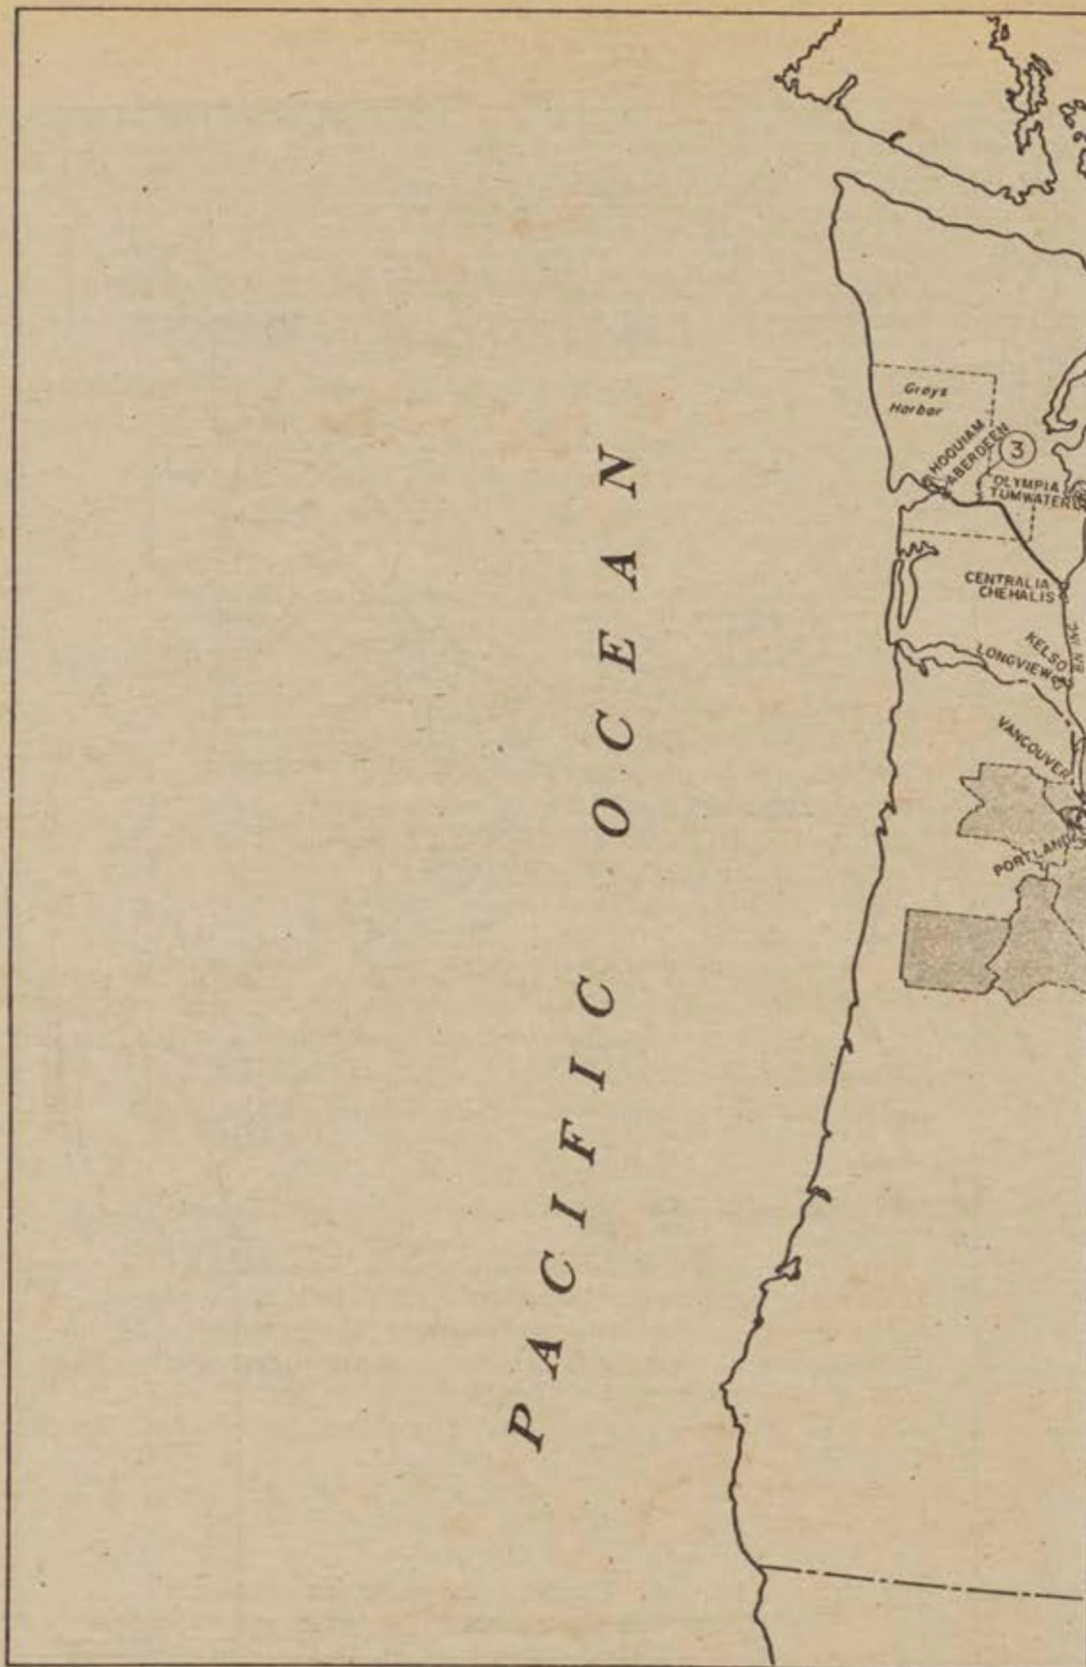 PACIFIC OCEAN
Grays
Harbor
HOQUIAM
ABERDEEN
3
OLYMPIA
TUMWATER
CENTRALIA
CHEHALIS
KELSO
LONGVIEW
VANCOUVER
PORTLAND